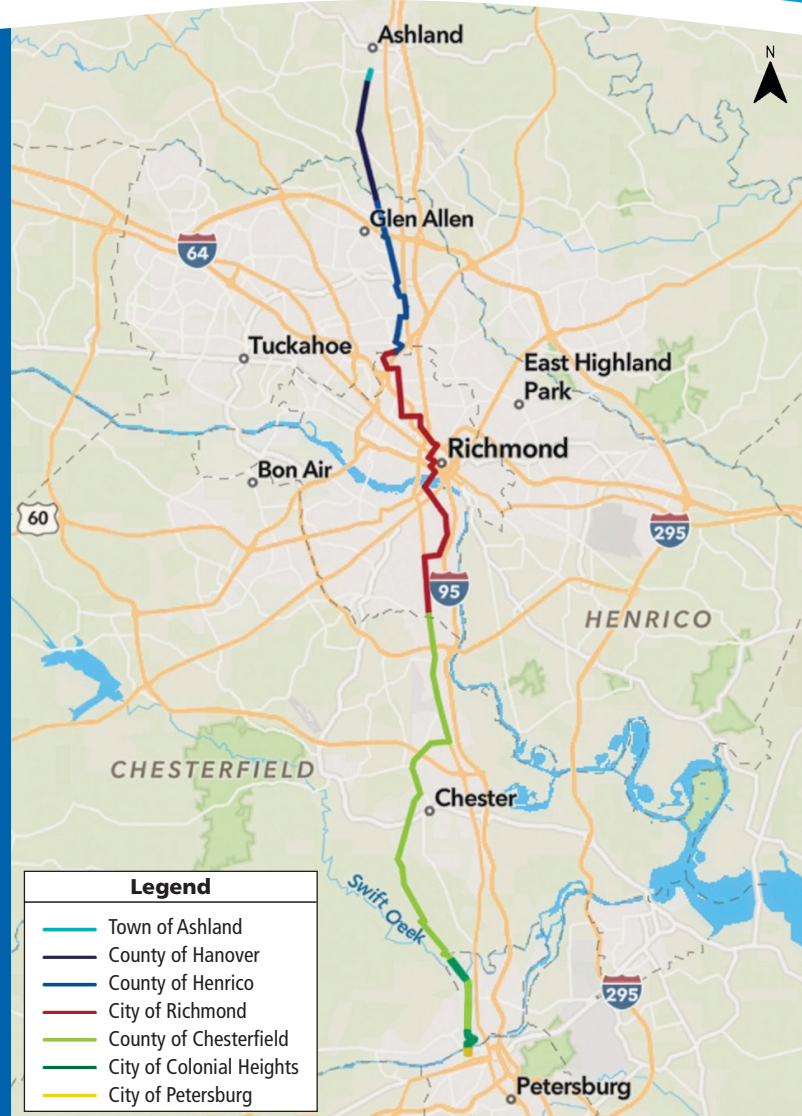 Ashland
N
Glen Allen
64
Tuckahoe
East Highland
Park
Richmond
Bon Air
60
295
95
HENRICO
CHESTERFIELD
Chester
Swift Creek
295
Petersburg
Legend
Town of Ashland
County of Hanover
County of Henrico
City of Richmond
County of Chesterfield
City of Colonial Heights
City of Petersburg